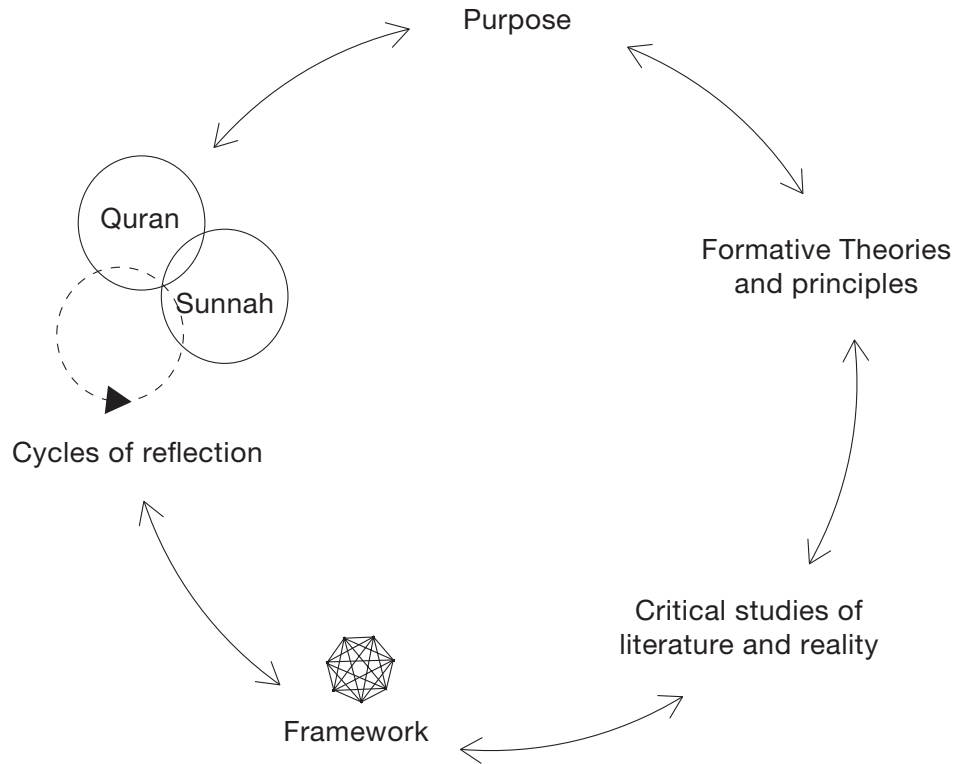 Purpose
Quran
Sunnah
Formative Theories
and principles
Cycles of reflection
Critical studies of
literature and reality
Framework